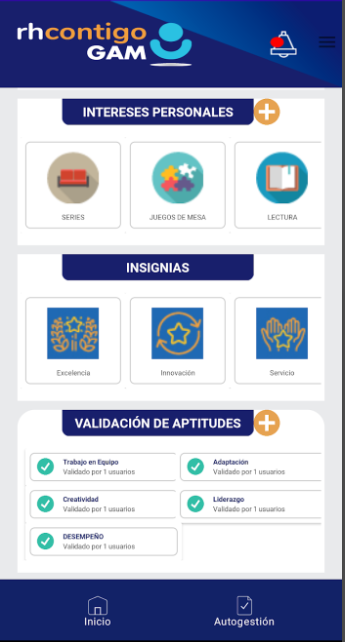 rhcontigo
GAM
INTERESES PERSONALES
SERIES
JUEGOS DE MESA
LECTURA
INSIGNIAS
Excelencia
Innovación
Servicio
VALIDACIÓN DE APTITUDES
Trabajo en Equipo
Validado por 1 usuarios
Adaptación
Validado por 1 usuarios
Creatividad
Validado por 1 usuarios
Liderazgo
Validado por 1 usuarios
DESEMPEÑO
Validado por 1 usuarios
Inicio
Autogestión